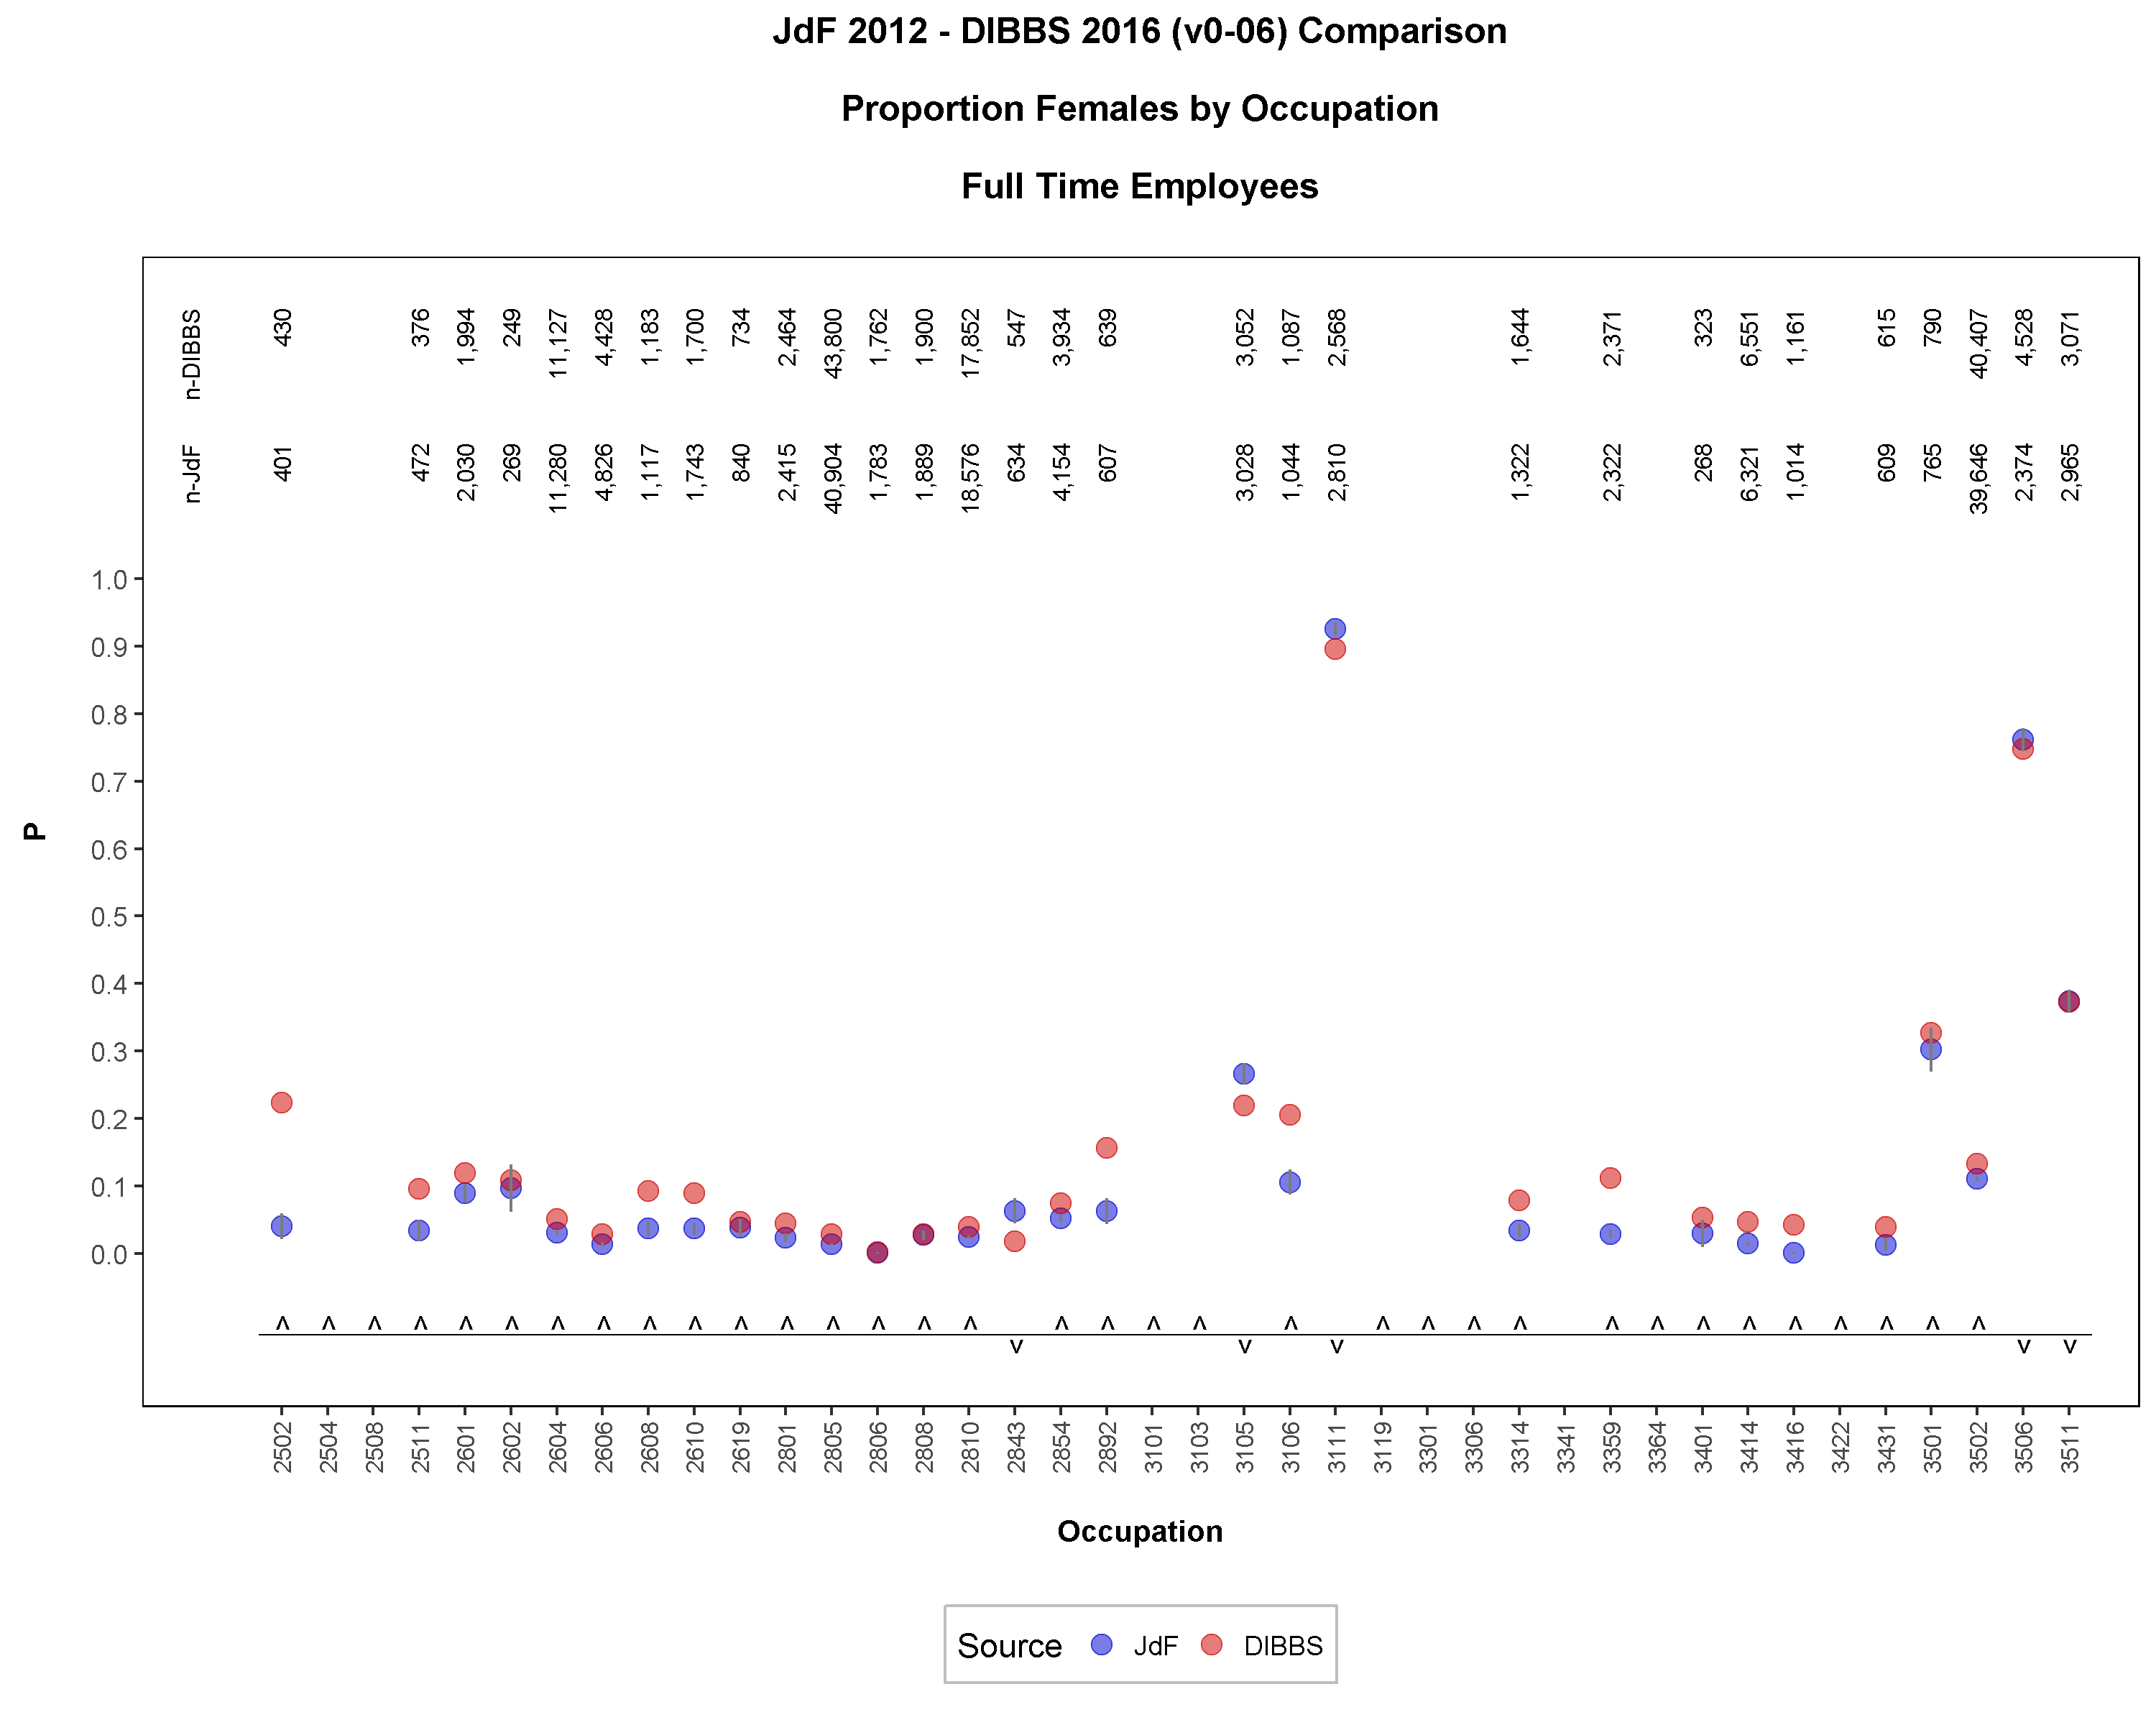 JdF 2012 - DIBBS 2016 (v0-06) Comparison
Proportion Females by Occupation
Full Time Employees
n-DIBBS 430 376 1,994 249 11,127 4,428 1,183 1,700 734 2,464 43,800 1,762 1,900 17,852 547 3,934 639 3,052 1,087 2,568 1,644 2,371 323 6,551 1,161 615 790 40,407 4,528 3,071
n-JdF 401 472 2,030 269 11,280 4,826 1,117 1,743 840 2,415 40,904 1,783 1,889 18,576 634 4,154 607 3,028 1,044 2,810 1,322 2,322 268 6,321 1,014 609 765 39,646 2,374 2,965
1.0
0.9
0.8
0.7
0.6
0.5
0.4
0.3
0.2
0.1
0.0
P
< < < < < < < < < < < < < < < < < < < < < < < < < < < < < < < < < <
> > > > >
2502 2504 2508 2511 2601 2602 2604 2606 2608 2610 2619 2801 2805 2806 2808 2810 2843 2854 2892 3101 3103 3105 3106 3111 3119 3301 3306 3314 3341 3359 3364 3401 3414 3416 3422 3431 3501 3502 3506 3511
Occupation
Source JdF DIBBS